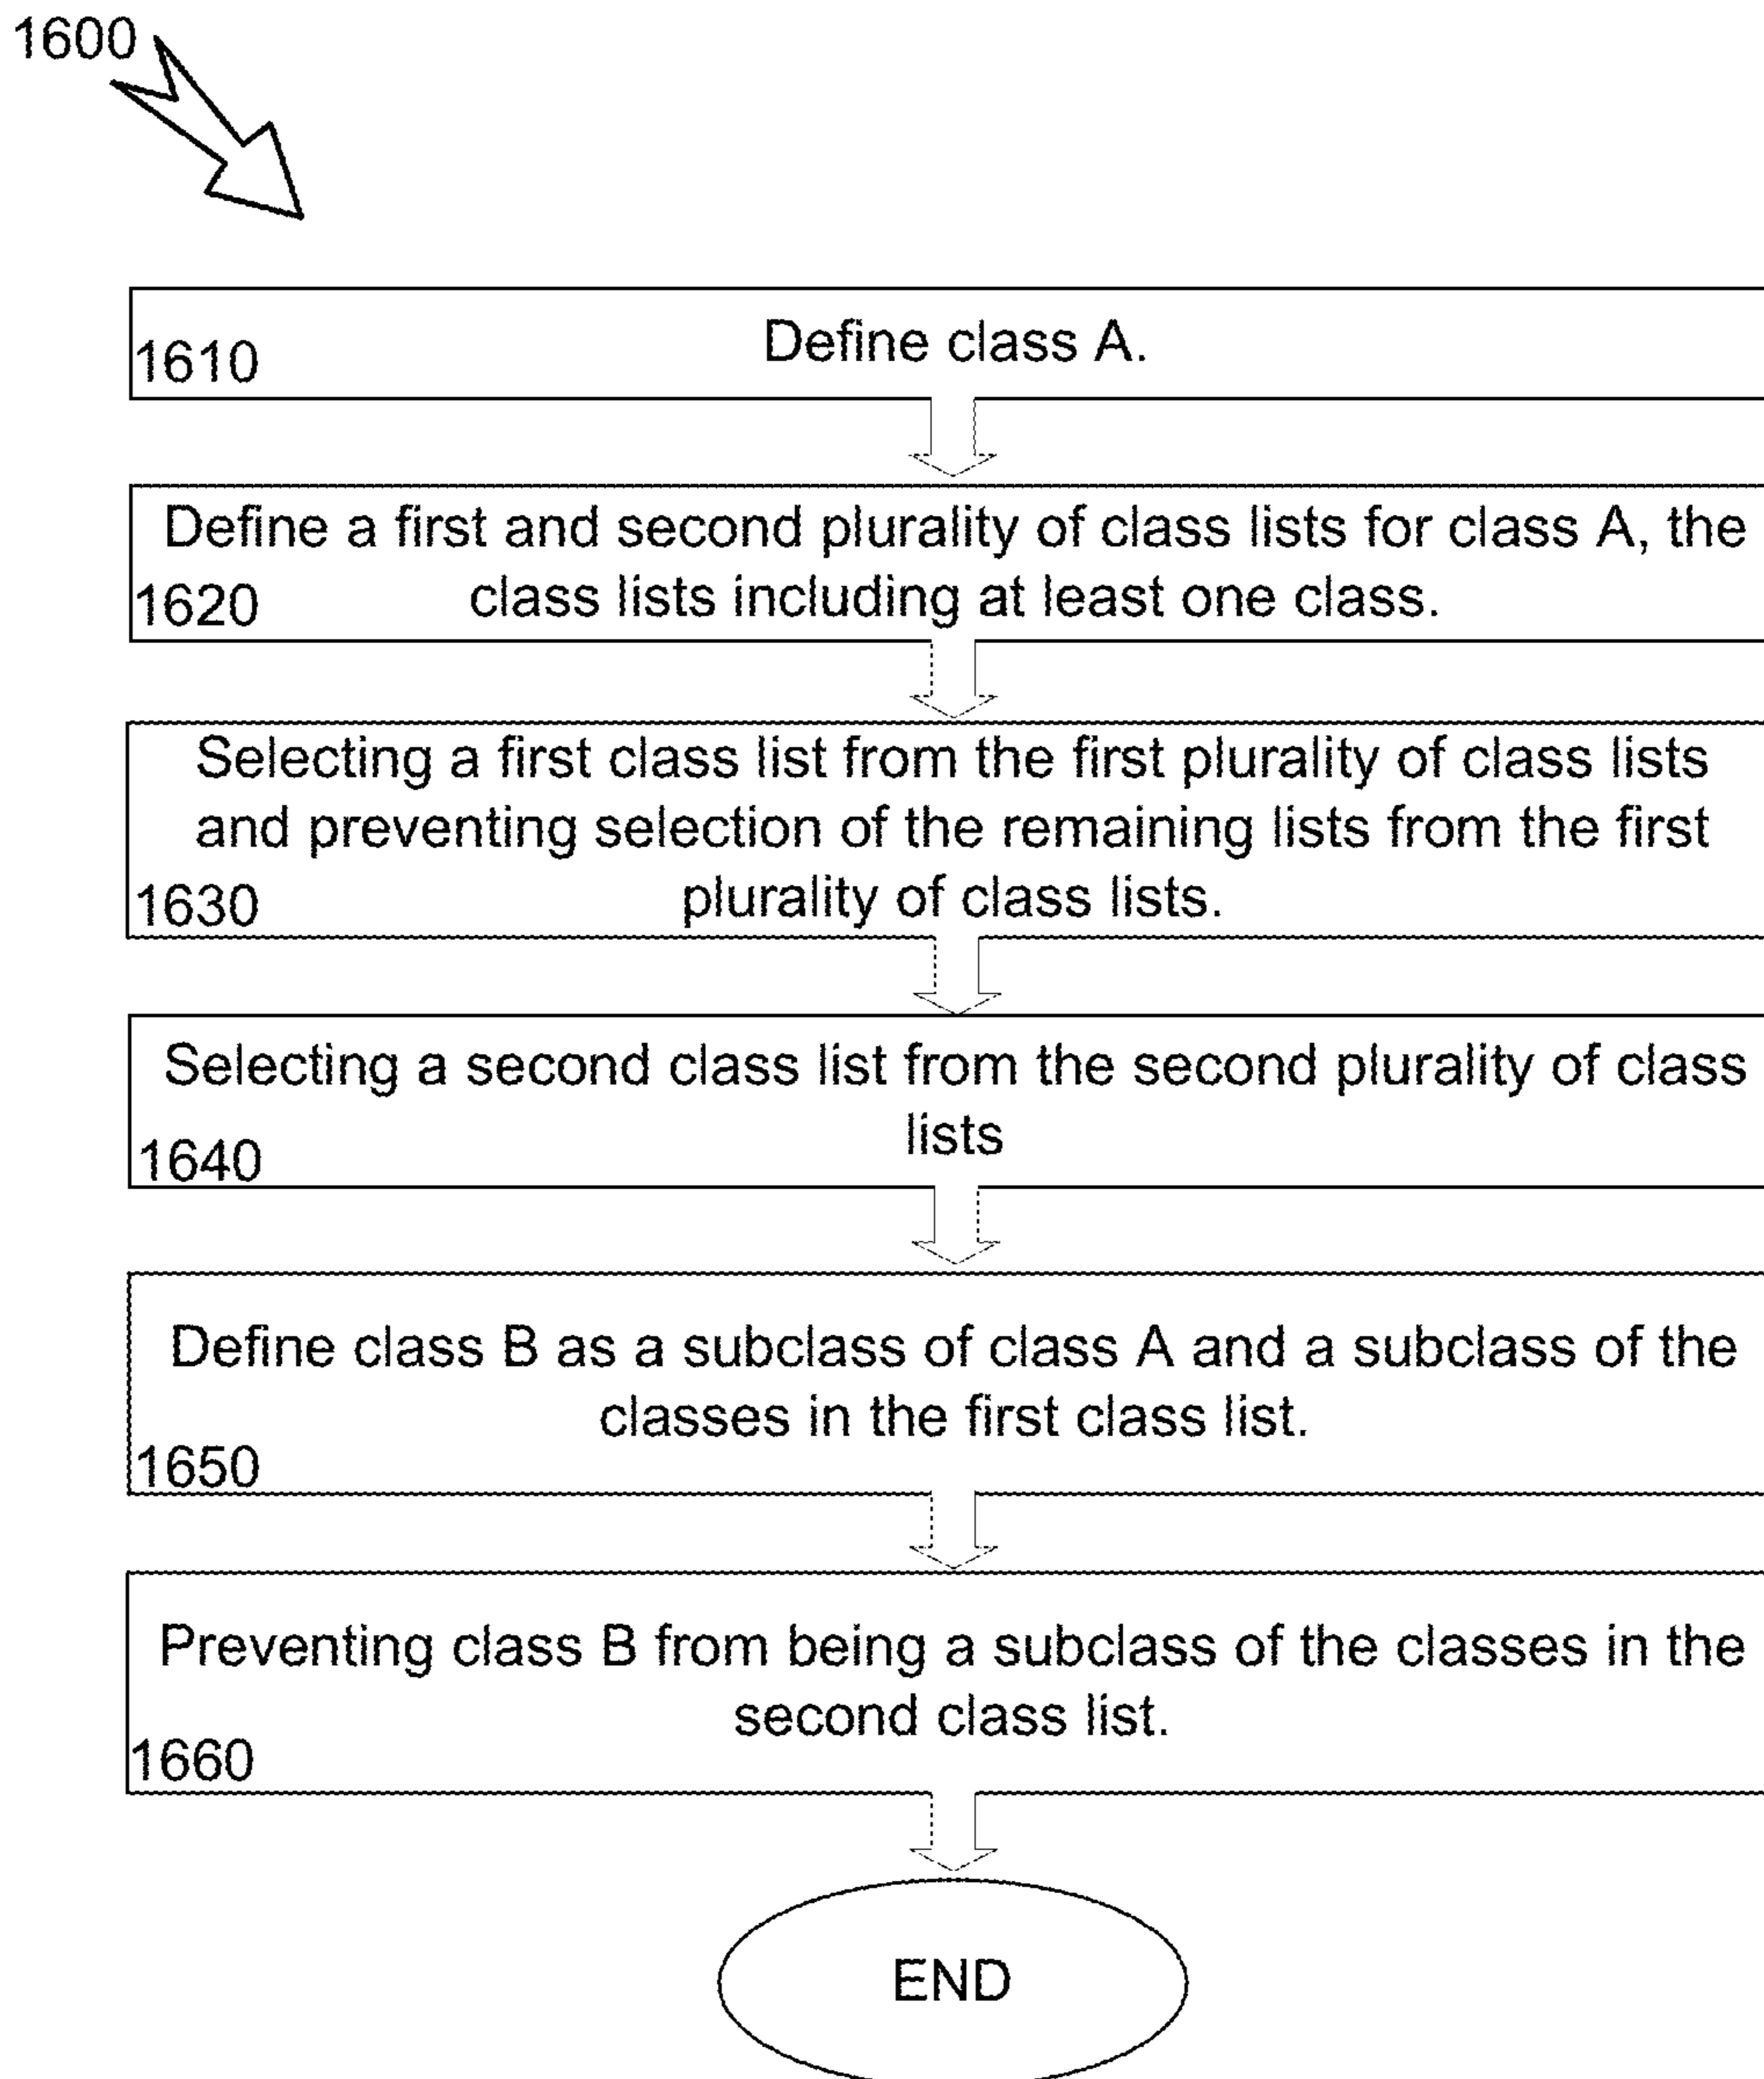 1600
Define class A.
1610
Define a first and second plurality of class lists for class A, the
class lists including at least one class.
1620
Selecting a first class list from the first plurality of class lists
and preventing selection of the remaining lists from the first
plurality of class lists.
1630
Selecting a second class list from the second plurality of class
lists
1640
Define class B as a subclass of class A and a subclass of the
classes in the first class list.
1650
Preventing class B from being a subclass of the classes in the
second class list.
1660
END